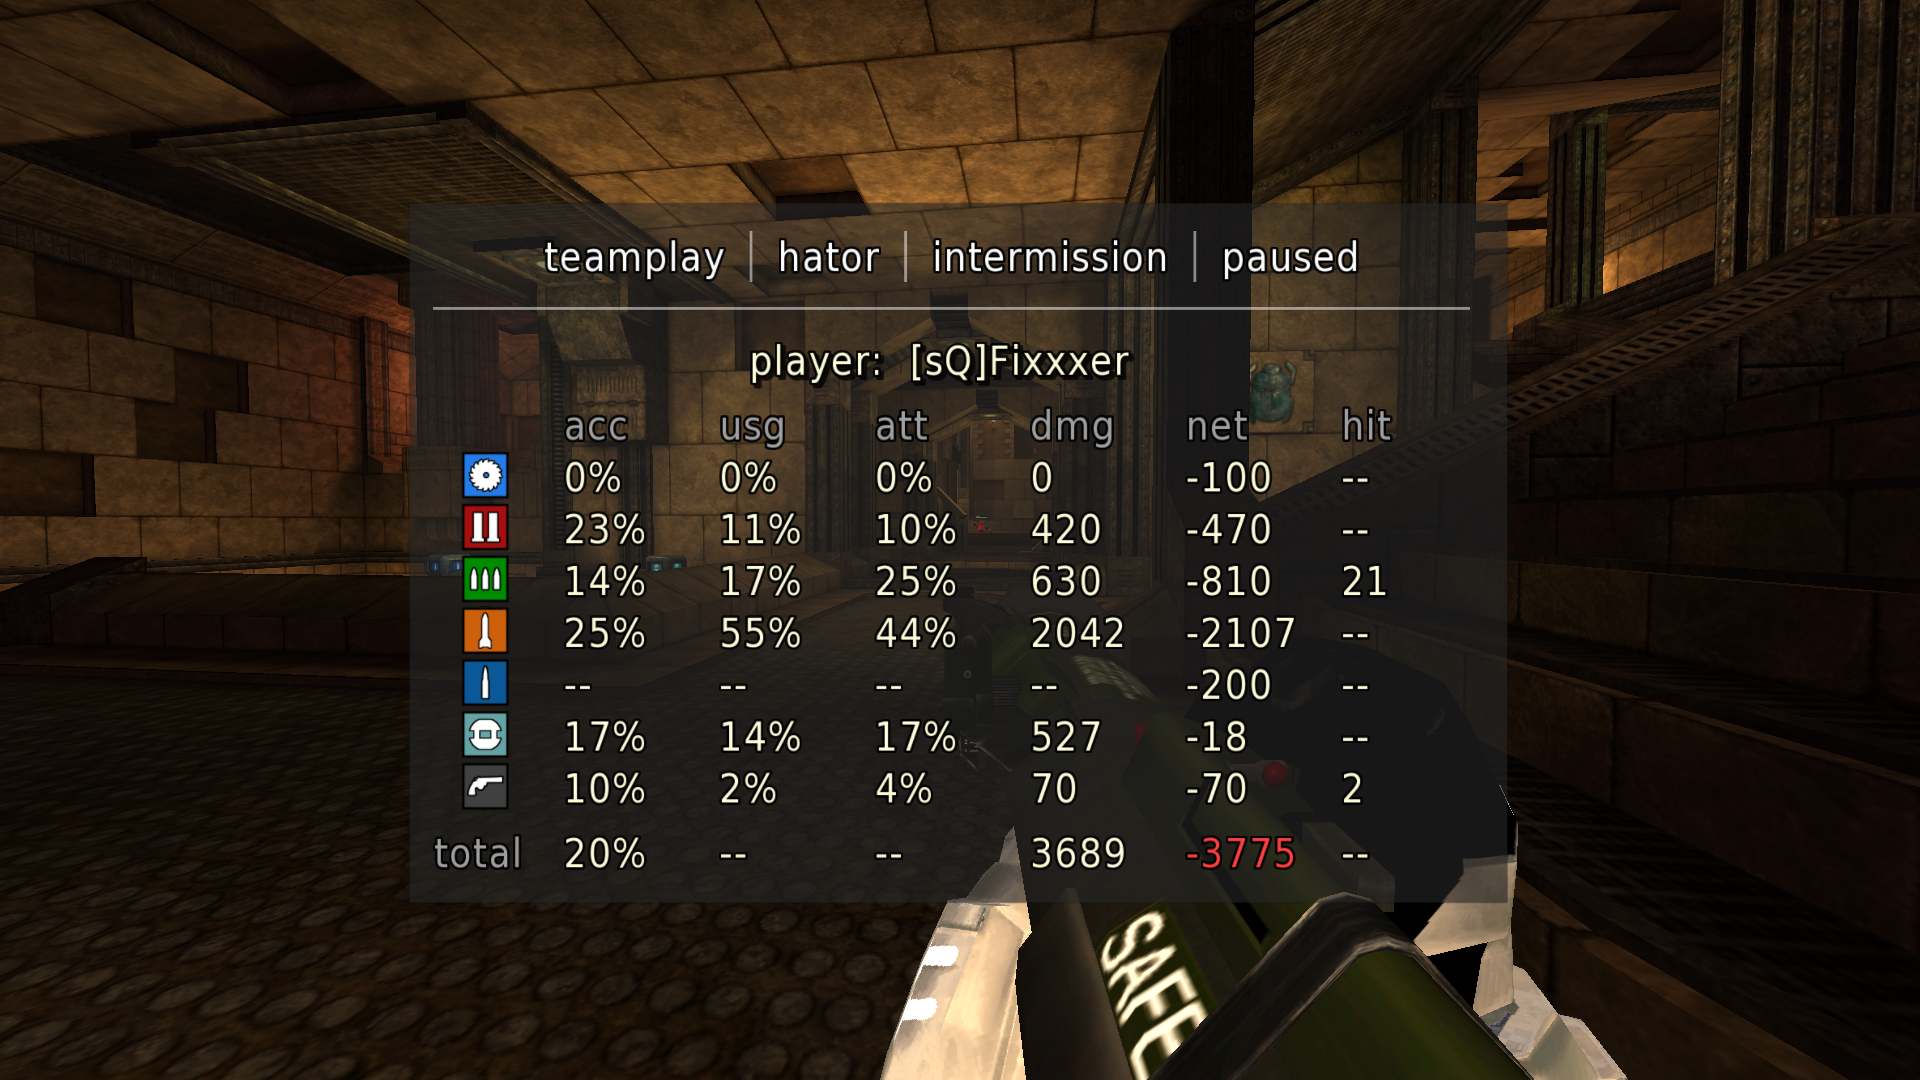 teamplay | hator | intermission | paused
player: [sQ]Fixxxer
acc usg att dmg net hit
0% 0% 0% 0 -100 --
23% 11% 10% 420 -470 --
14% 17% 25% 630 -810 21
25% 55% 44% 2042 -2107 --
-- -- -- -- -200 --
17% 14% 17% 527 -18 --
10% 2% 4% 70 -70 2
total 20% -- -- 3689 -3775 --
SAFE